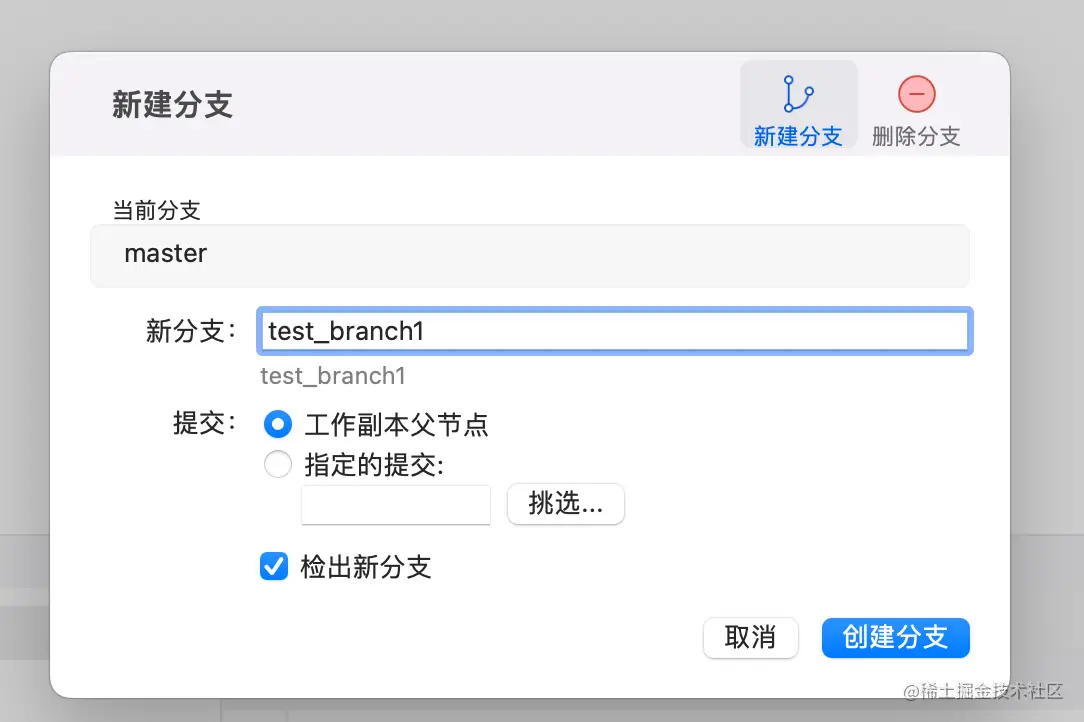 新建分支
新建分支
删除分支
当前分支
master
新分支：
test_branch1
test_branch1
提交：
工作副本父节点
指定的提交:
挑选...
检出新分支
取消
创建分支
@稀土掘金技术社区